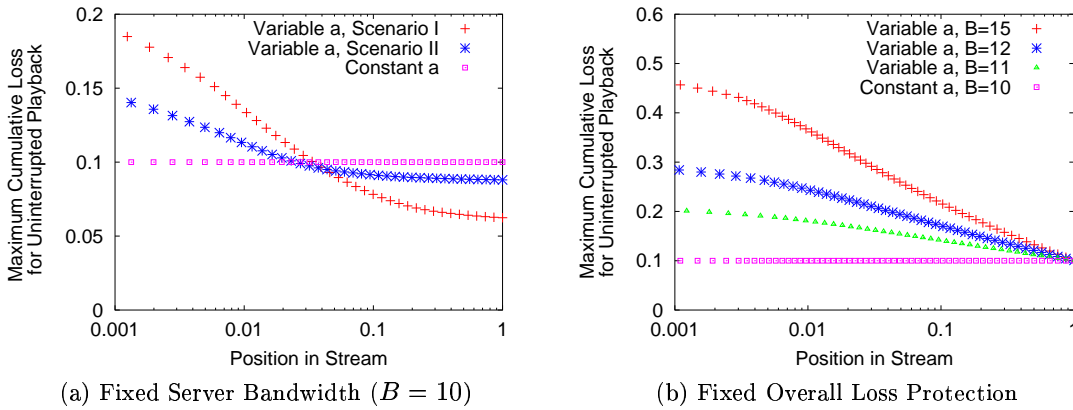 Maximum Cumulative Loss
for Uninterrupted Playback
0.2
0.15
0.1
0.05
0
Variable a, Scenario I
Variable a, Scenario II
Constant a
0.001
0.01
0.1
1
Position in Stream
(a) Fixed Server Bandwidth (B = 10)
Maximum Cumulative Loss
for Uninterrupted Playback
0.6
0.5
0.4
0.3
0.2
0.1
0
Variable a, B=15
Variable a, B=12
Variable a, B=11
Constant a, B=10
0.001
0.01
0.1
1
Position in Stream
(b) Fixed Overall Loss Protection